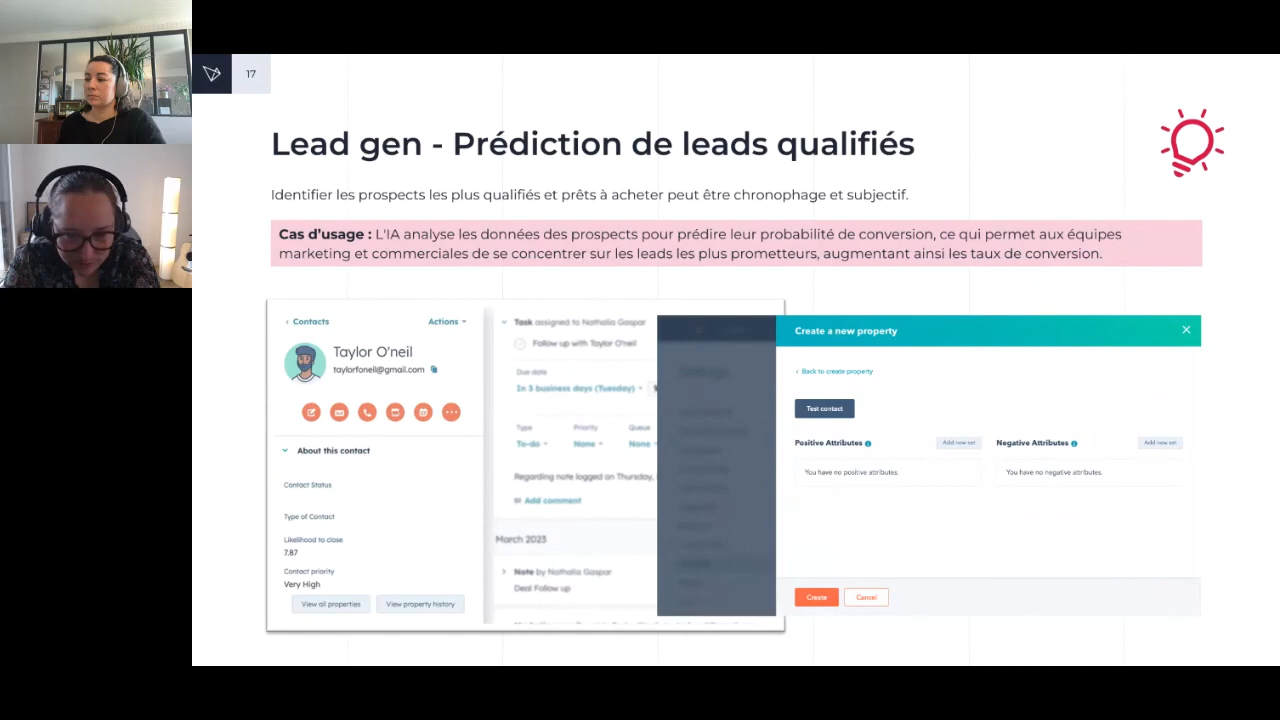 17
Lead gen - Prédiction de leads qualifiés
Identifier les prospects les plus qualifiés et prêts à acheter peut être chronophage et subjectif.
Cas d'usage : L'IA analyse les données des prospects pour prédire leur probabilité de conversion, ce qui permet aux équipes
marketing et commerciales de se concentrer sur les leads les plus prometteurs, augmentant ainsi les taux de conversion.
‹ Contacts
Actions
Taylor O'neil
taylorfoneil@gmail.com
About this contact
Contact Status
Type of Contact
Likelihood to close
7.87
Contact priority
Very High
View all properties
View property history
Task assigned to Nathalia Gaspar
Follow up with Taylor O'neil
Due date
In 3 business days (Tuesday)
Type Priority Queue
To-do None None
Regarding note logged on Thursday,
Add comment
March 2023
Note by Nathalia Gaspar
Deal Follow up
Create a new property
‹ Back to create property
Test contact
Positive Attributes
Add new set
Negative Attributes
Add new set
You have no positive attributes.
You have no negative attributes.
Create
Cancel